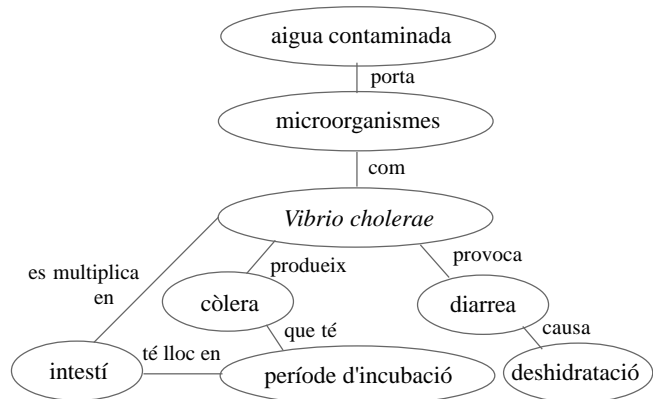 aigua contaminada
porta
microorganismes
com
Vibrio cholerae
es multiplica
en
produeix
provoca
còlera
diarrea
que té
causa
intestí
té lloc en
període d'incubació
deshidratació